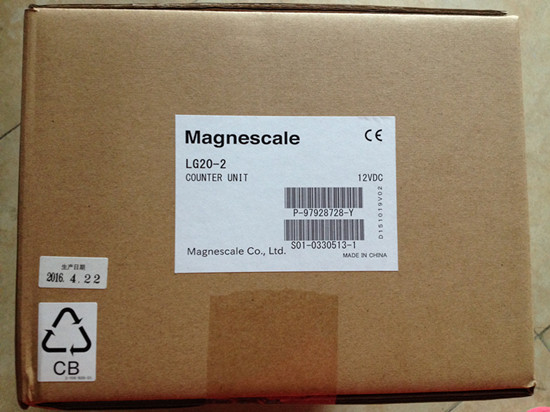 Magnescale
CE
LG20-2
COUNTER UNIT
12VDC
P-97928728-Y
S01-0330513-1
D151019V02
Magnescale Co., Ltd.
MADE IN CHINA
生产日期
2016. 4. 22
CB